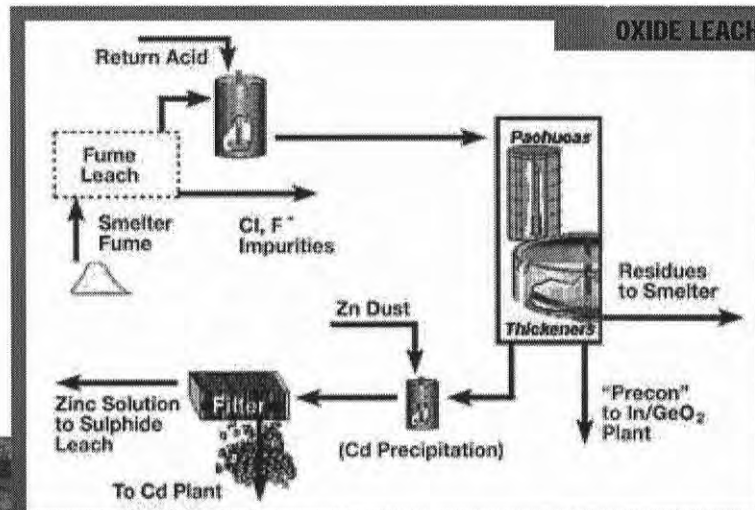 OXIDE LEACH
Return Acid
Pachucas
Fume
Leach
Smelter
Fume
Cl, F -
Impurities
Residues
to Smelter
Zn Dust
Thickeners
"Precon"
to In/GeO₂
Plant
Zinc Solution
to Sulphide
Leach
Filter
(Cd Precipitation)
To Cd Plant